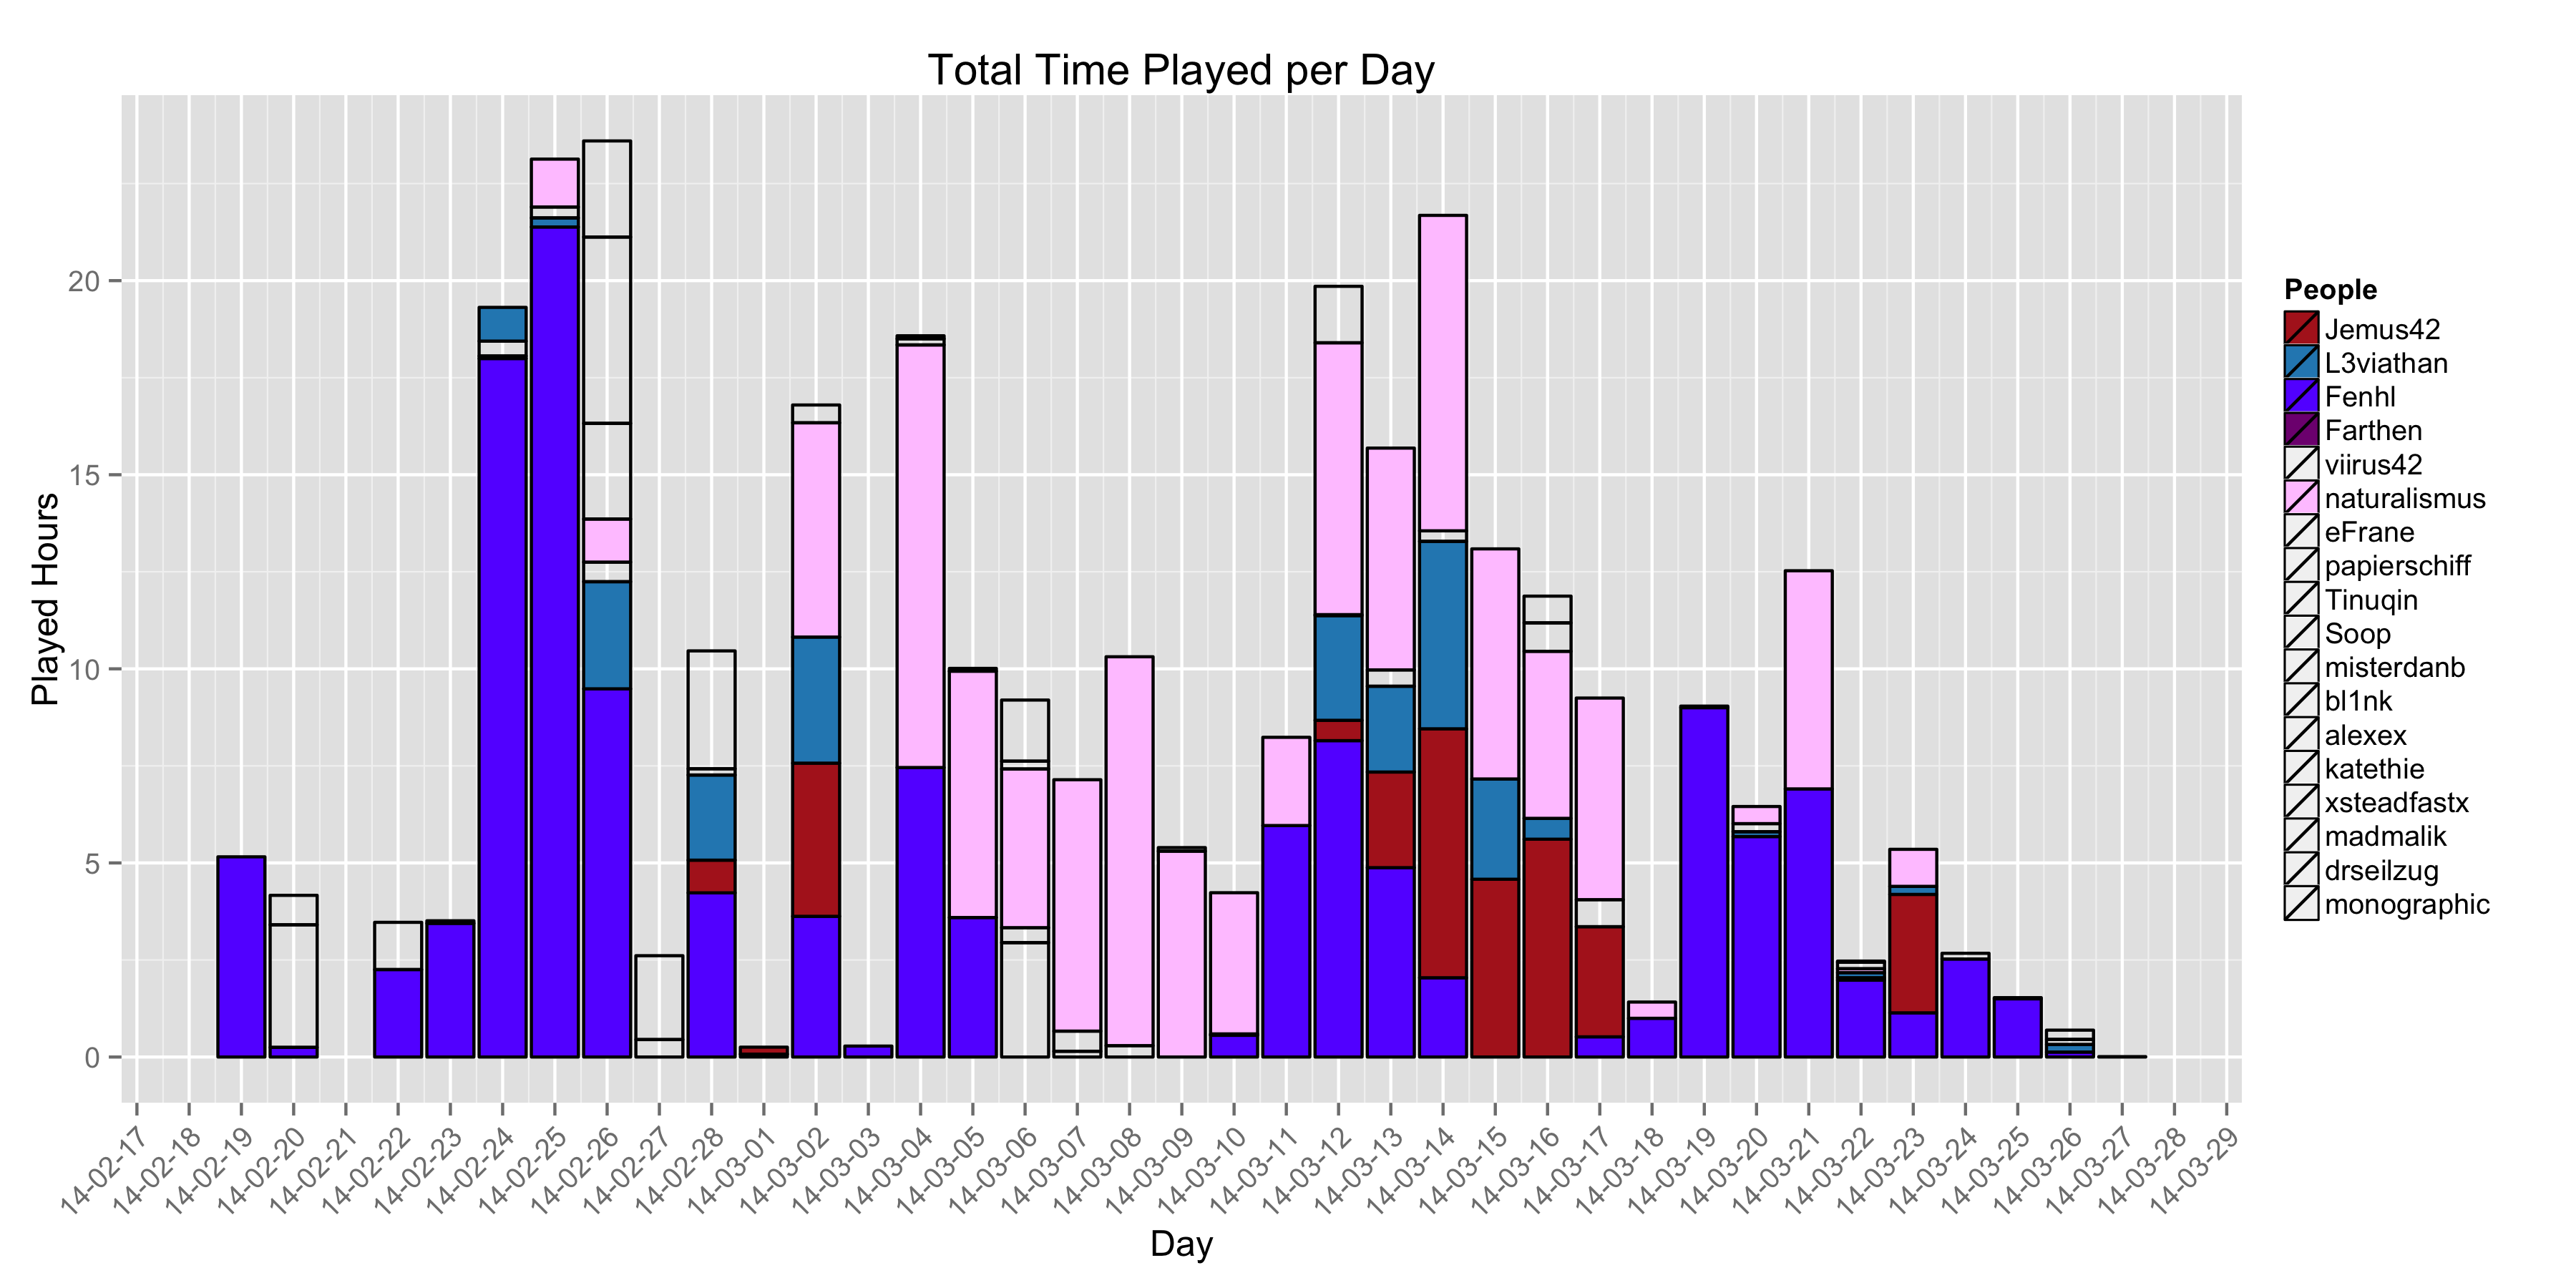 Total Time Played per Day
Played Hours
20
15
10
5
0
14-02-17
14-02-18
14-02-19
14-02-20
14-02-21
14-02-22
14-02-23
14-02-24
14-02-25
14-02-26
14-02-27
14-02-28
14-03-01
14-03-02
14-03-03
14-03-04
14-03-05
14-03-06
14-03-07
14-03-08
14-03-09
14-03-10
14-03-11
14-03-12
14-03-13
14-03-14
14-03-15
14-03-16
14-03-17
14-03-18
14-03-19
14-03-20
14-03-21
14-03-22
14-03-23
14-03-24
14-03-25
14-03-26
14-03-27
14-03-28
14-03-29
Day
People
Jemus42
L3viathan
Fenhl
Farthen
viirus42
naturalismus
eFrane
papierschiff
Tinuqin
Soop
misterdanb
bl1nk
alexex
katethie
xsteadfastx
madmalik
drseilzug
monographic